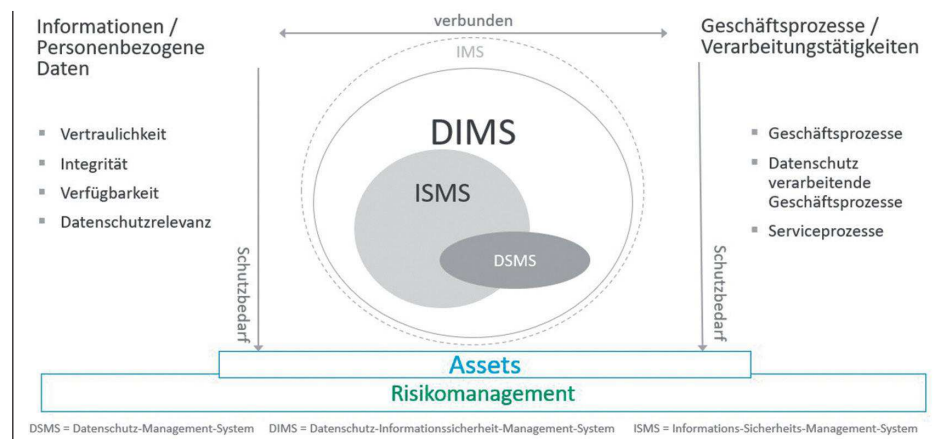 Informationen /
Personenbezogene
Daten
Vertraulichkeit
Integrität
Verfügbarkeit
Datenschutzrelevanz
Schutzbedarf
verbunden
IMS
DIMS
ISMS
DSMS
Geschäftsprozesse /
Verarbeitungstätigkeiten
Geschäftsprozesse
Datenschutz
verarbeitende
Geschäftsprozesse
Serviceprozesse
Schutzbedarf
Assets
Risikomanagement
DSMS = Datenschutz-Management-System DIMS = Datenschutz-Informationssicherheit-Management-System ISMS = Informations-Sicherheits-Management-System